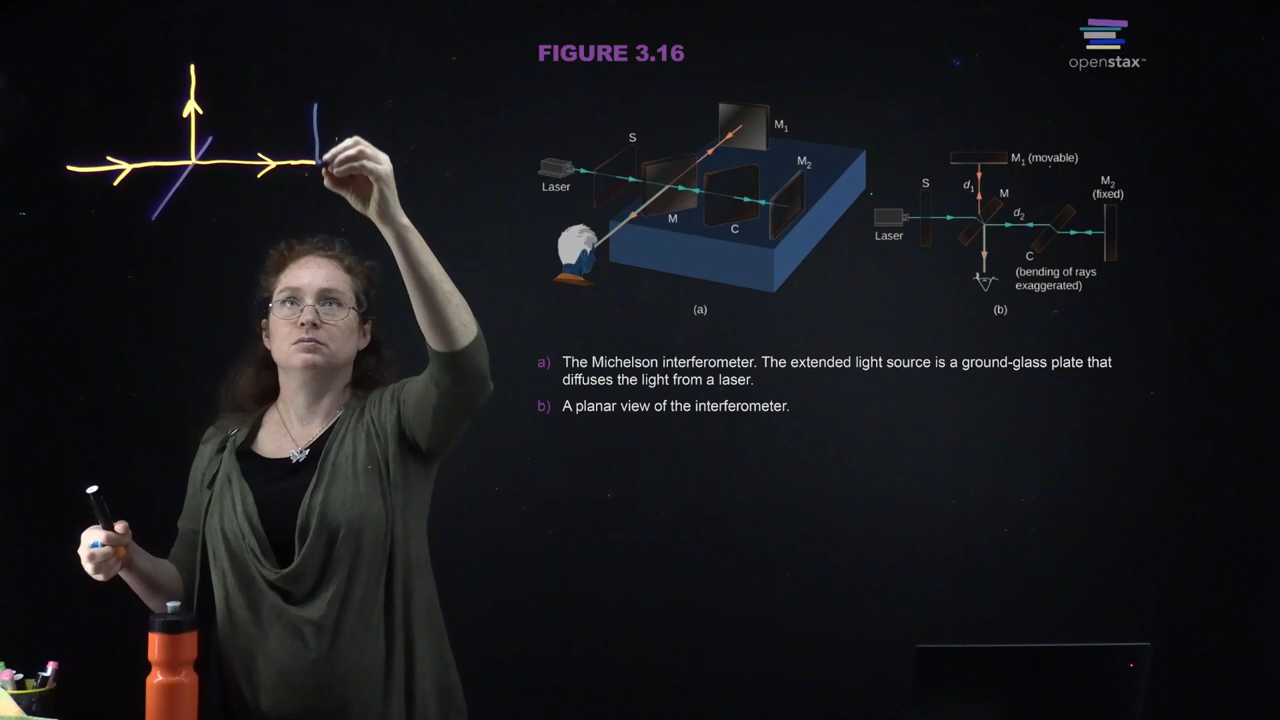 FIGURE 3.16
openstax™
S
M₁
M₂
Laser
M
C
(a)
M₁ (movable)
S
d₁
M
M₂
(fixed)
d₂
Laser
C
(bending of rays
exaggerated)
(b)
a) The Michelson interferometer. The extended light source is a ground-glass plate that
diffuses the light from a laser.
b) A planar view of the interferometer.